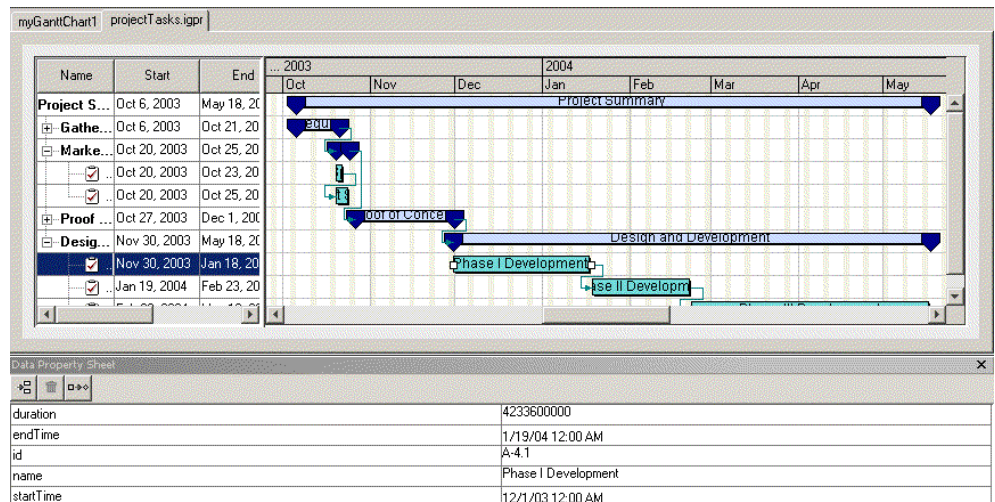 myGanttChart1 projectTasks.igpr
Name Start End ... 2003 2004
Oct Nov Dec Jan Feb Mar Apr May
Project S... Oct 6, 2003 May 18, 20 Project Summary
Gathe... Oct 6, 2003 Oct 21, 20 equ
Marke... Oct 20, 2003 Oct 25, 20
.. Oct 20, 2003 Oct 23, 20
.. Oct 20, 2003 Oct 25, 20
Proof ... Oct 27, 2003 Dec 1, 200 oof of Conce
Desig... Nov 30, 2003 May 18, 20 Design and Development
.. Nov 30, 2003 Jan 18, 20 Phase I Development
.. Jan 19, 2004 Feb 23, 20 ase II Developm
Data Property Sheet
duration 4233600000
endTime 1/19/04 12:00 AM
id A-4.1
name Phase I Development
startTime 12/1/03 12:00 AM